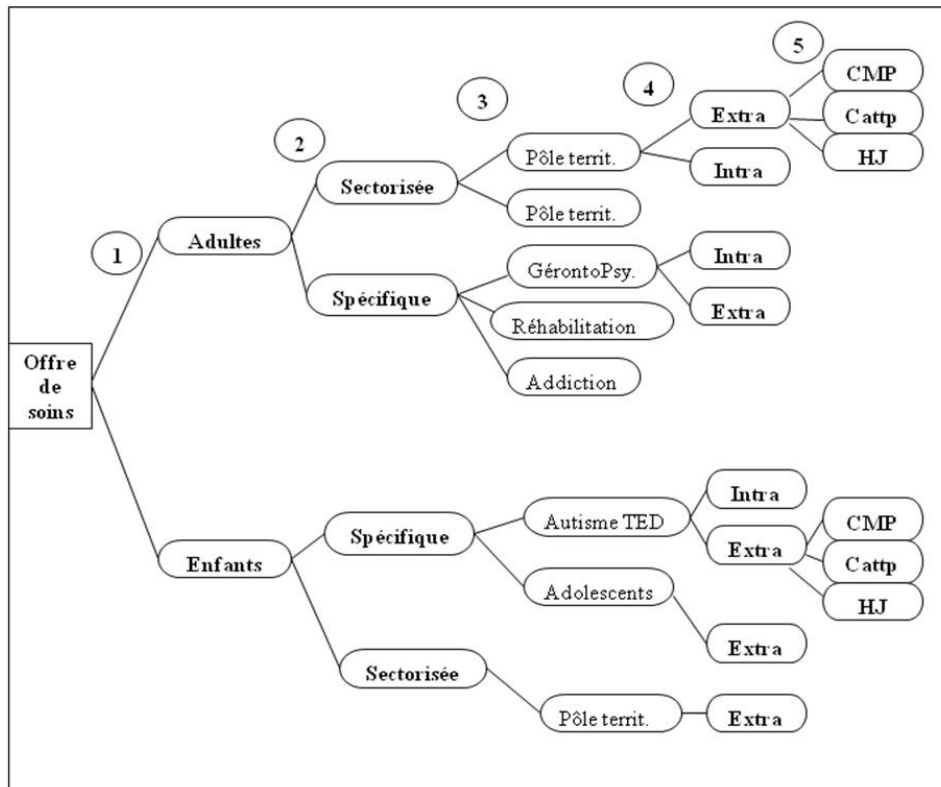 5
CMP
4
3
Extra
Cattp
2
Pôle territ.
HJ
Sectorisée
Intra
Pôle territ.
1
Adultes
Intra
GérontoPsy.
Spécifique
Extra
Réhabilitation
Offre
de
soins
Addiction
Intra
Autisme TED
CMP
Spécifique
Extra
Enfants
Cattp
Adolescents
HJ
Extra
Sectorisée
Pôle territ.
Extra